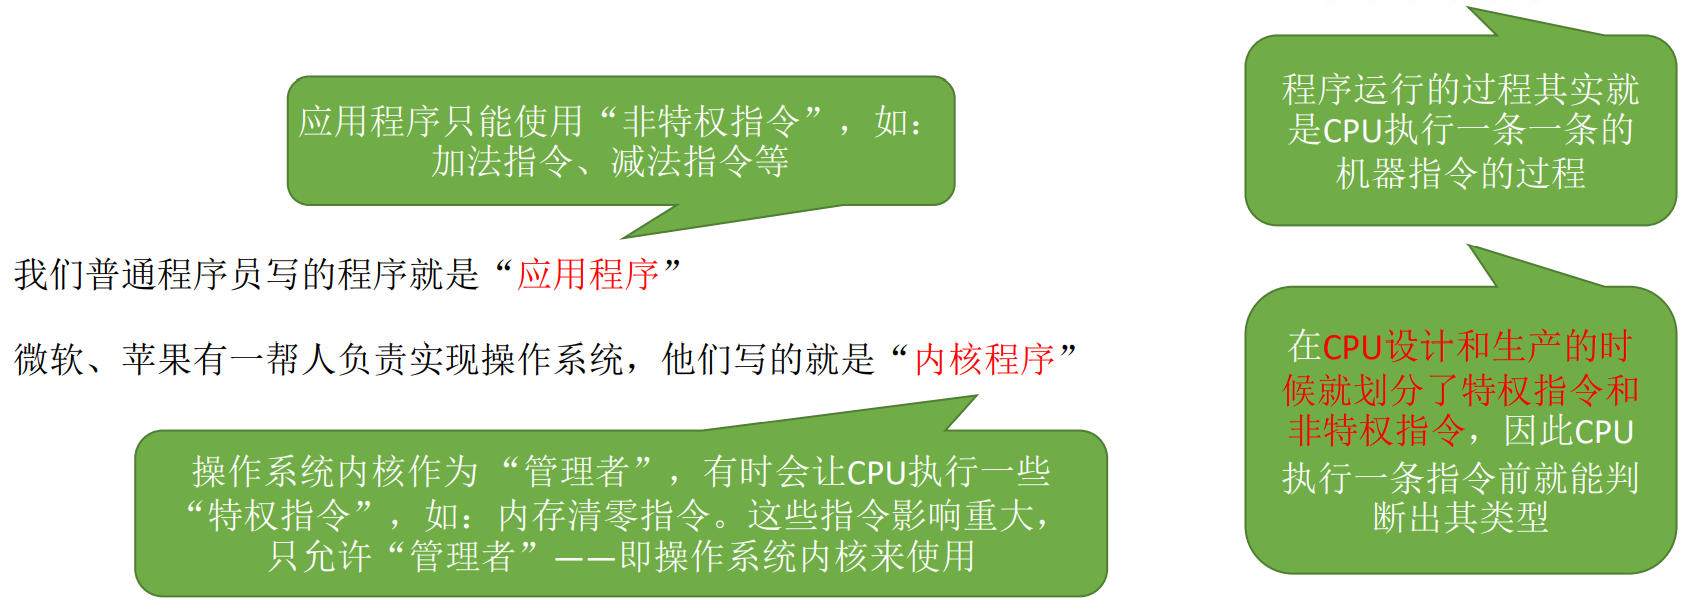 应用程序只能使用“非特权指令”，如：
加法指令、减法指令等
我们普通程序员写的程序就是“应用程序”
微软、苹果有一帮人负责实现操作系统，他们写的就是“内核程序”
操作系统内核作为 “管理者”，有时会让CPU执行一些
“特权指令”，如：内存清零指令。这些指令影响重大，
只允许“管理者”——即操作系统内核来使用
程序运行的过程其实就
是CPU执行一条一条的
机器指令的过程
在CPU设计和生产的时
候就划分了特权指令和
非特权指令，因此CPU
执行一条指令前就能判
断出其类型